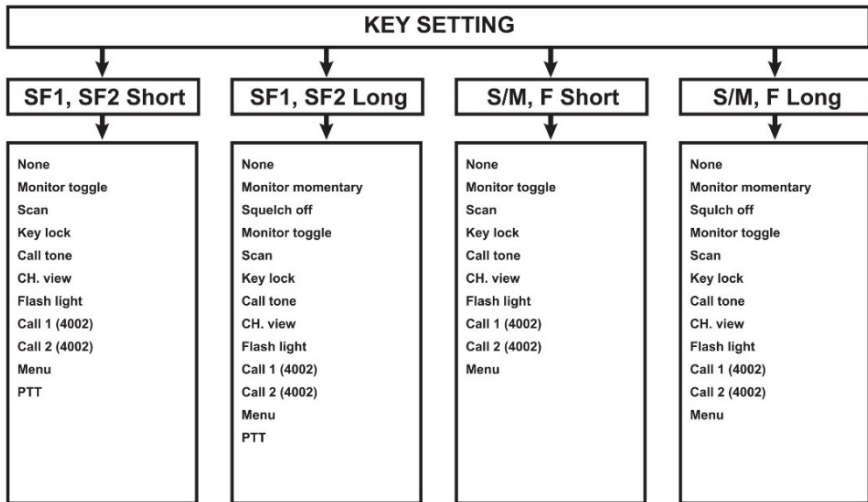 KEY SETTING
SF1, SF2 Short
None
Monitor toggle
Scan
Key lock
Call tone
CH. view
Flash light
Call 1 (4002)
Call 2 (4002)
Menu
PTT
SF1, SF2 Long
None
Monitor momentary
Squelch off
Monitor toggle
Scan
Key lock
Call tone
CH. view
Flash light
Call 1 (4002)
Call 2 (4002)
Menu
PTT
S/M, F Short
None
Monitor toggle
Scan
Key lock
Call tone
Flash light
Call 1 (4002)
Call 2 (4002)
Menu
S/M, F Long
None
Monitor momentary
Squlch off
Monitor toggle
Scan
Key lock
Call tone
CH. view
Flash light
Call 1 (4002)
Call 2 (4002)
Menu